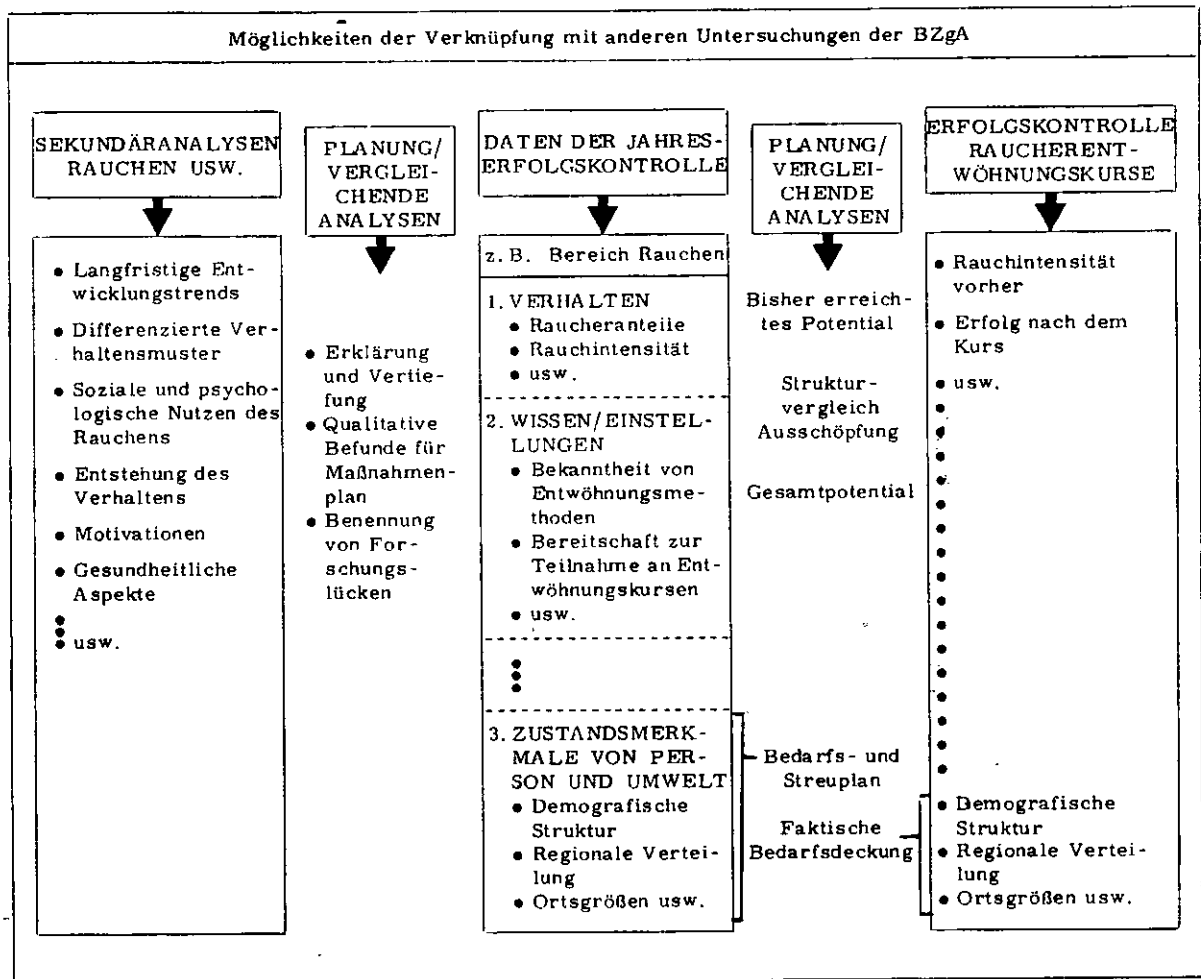 Möglichkeiten der Verknüpfung mit anderen Untersuchungen der BZgA
SEKUNDÄRANALYSEN
RAUCHEN USW.
• Langfristige Ent-
wicklungstrends
• Differenzierte Ver-
haltensmuster
• Soziale und psycho-
logische Nutzen des
Rauchens
• Entstehung des
Verhaltens
• Motivationen
• Gesundheitliche
Aspekte
•
•
• usw.
PLANUNG/
VERGLEI-
CHENDE
ANALYSEN
• Erklärung
und Vertie-
fung
• Qualitative
Befunde für
Maßnahmen-
plan
• Benennung
von For-
schungs-
lücken
DATEN DER JAHRES-
ERFOLGSKONTROLLE
z. B. Bereich Rauchen
1. VERHALTEN
• Raucheranteile
• Rauchintensität
• usw.
2. WISSEN/EINSTEL-
LUNGEN
• Bekanntheit von
Entwöhnungsme-
thoden
• Bereitschaft zur
Teilnahme an Ent-
wöhnungskursen
• usw.
•
•
•
3. ZUSTANDSMERK-
MALE VON PER-
SON UND UMWELT
• Demografische
Struktur
• Regionale Vertei-
lung
• Ortsgrößen usw.
PLANUNG/
VERGLEI-
CHENDE
ANALYSEN
Bisher erreich-
tes Potential
Struktur-
vergleich
Ausschöpfung
Gesamtpotential
Bedarfs- und
Streuplan
Faktische
Bedarfsdeckung
ERFOLGSKONTROLLE
RAUCHERENT-
WÖHNUNGSKURSE
• Rauchintensität
vorher
• Erfolg nach dem
Kurs
• usw.
• Demografische
Struktur
• Regionale Vertei-
lung
• Ortsgrößen usw.